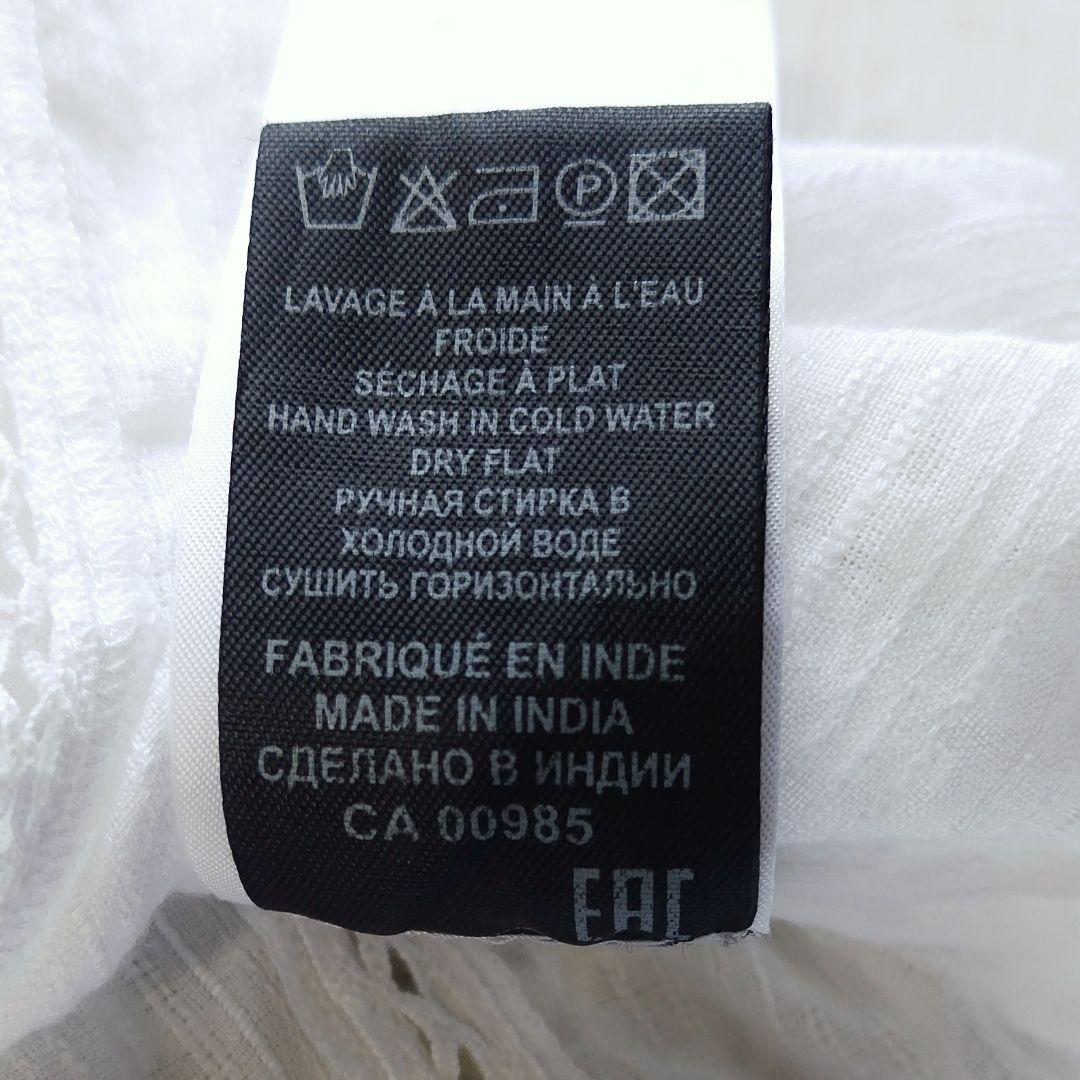 P
LAVAGE À LA MAIN À L'EAU
FROIDE
SÉCHAGE À PLAT
HAND WASH IN COLD WATER
DRY FLAT
РУЧНАЯ СТИРКА В
ХОЛОДНОЙ ВОДЕ
СУШИТЬ ГОРИЗОНТАЛЬНО
FABRIQUÉ EN INDE
MADE IN INDIA
СДЕЛАНО В ИНДИИ
CA 00985
EAC